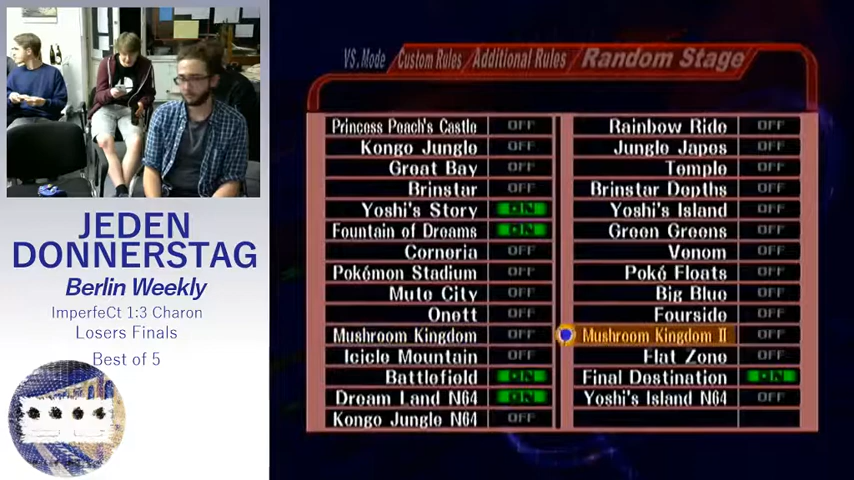 VS. Mode
Custom Rules
Additional Rules
Random Stage
Princess Peach's Castle OFF
Kongo Jungle OFF
Great Bay OFF
Brinstar OFF
Yoshi's Story ON
Fountain of Dreams ON
Corneria OFF
Pokémon Stadium OFF
Mute City OFF
Onett OFF
Mushroom Kingdom OFF
Icicle Mountain OFF
Battlefield ON
Dream Land N64 ON
Kongo Jungle N64 OFF
Rainbow Ride OFF
Jungle Japes OFF
Temple OFF
Brinstar Depths OFF
Yoshi's Island OFF
Green Greens OFF
Venom OFF
Poké Floats OFF
Big Blue OFF
Fourside OFF
Mushroom Kingdom II OFF
Flat Zone OFF
Final Destination ON
Yoshi's Island N64 OFF
JEDEN
DONNERSTAG
Berlin Weekly
ImperfeCt 1:3 Charon
Losers Finals
Best of 5